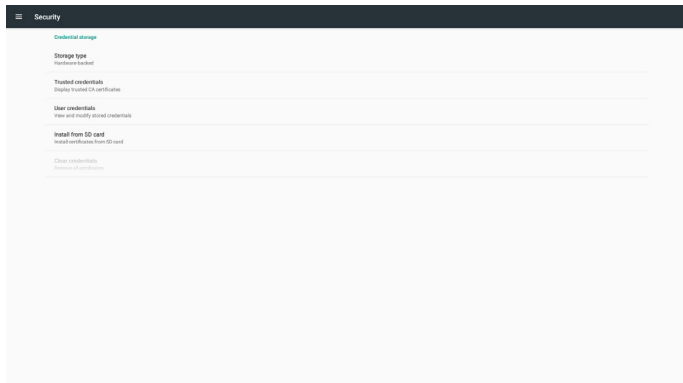 Security
Credential storage
Storage type
Hardware-backed
Trusted credentials
Display trusted CA certificates
User credentials
View and modify stored credentials
Install from SD card
Install certificates from SD card
Clear credentials
Remove all certificates